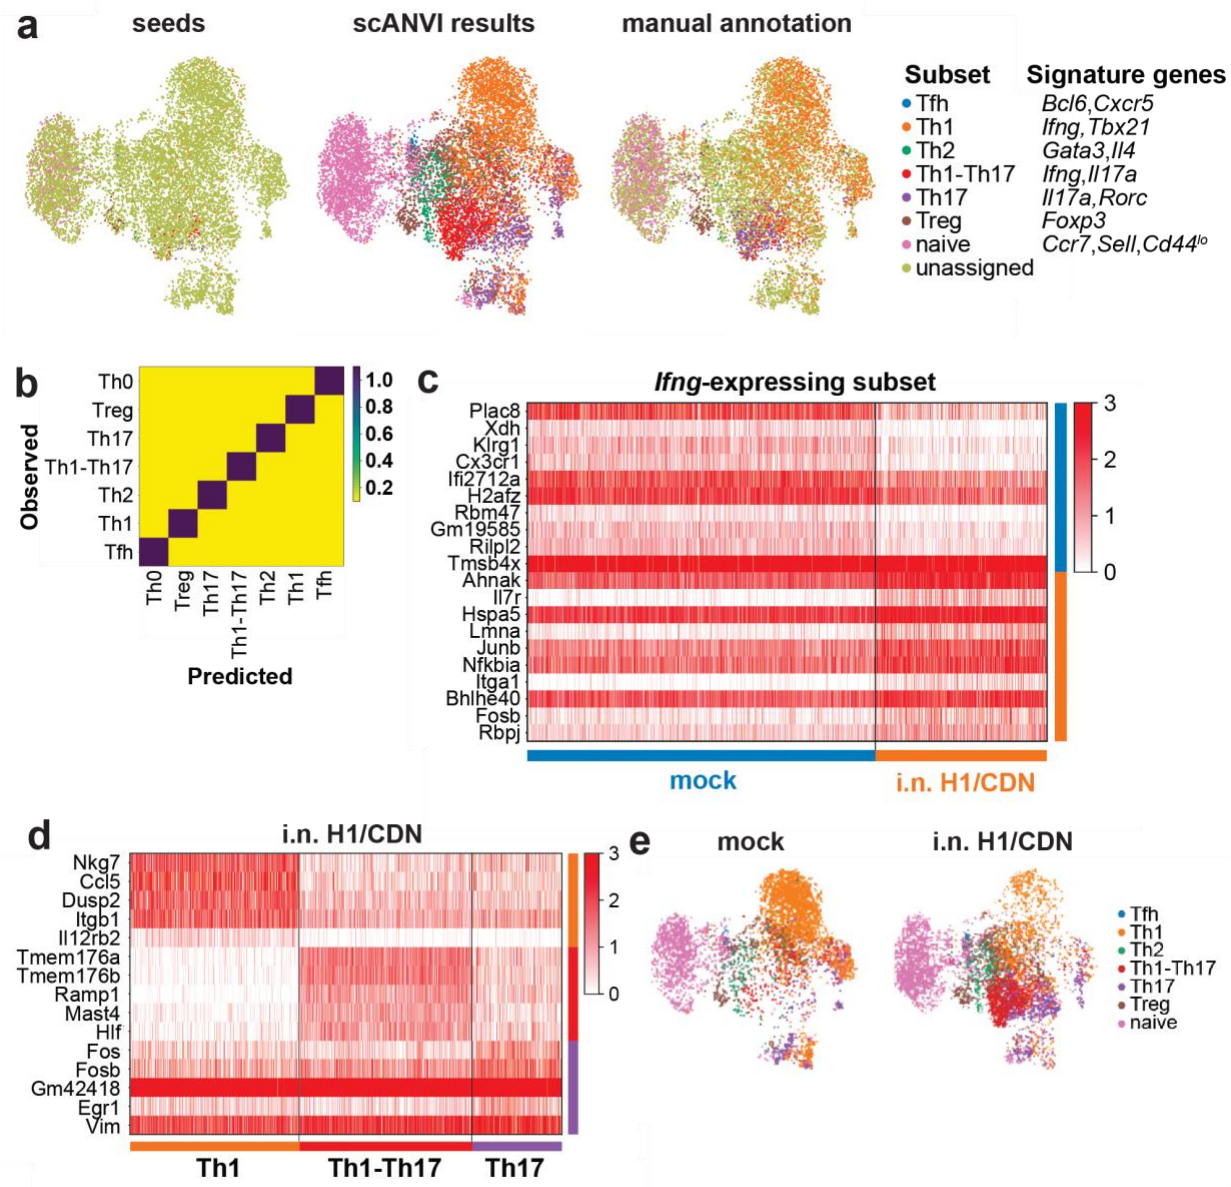 a
seeds
scANVI results
manual annotation
Subset Signature genes
Tfh Bcl6,Cxcr5
Th1 Ifng,Tbx21
Th2 Gata3,Il4
Th1-Th17 Ifng,Il17a
Th17 Il17a,Rorc
Treg Foxp3
naive Ccr7,Sell,Cd44lo
unassigned
b
Observed
Th0
Treg
Th17
Th1-Th17
Th2
Th1
Tfh
1.0
0.8
0.6
0.4
0.2
Th0
Treg
Th17
Th1-Th17
Th2
Th1
Tfh
Predicted
c
Ifng-expressing subset
Plac8
Xdh
Klrg1
Cx3cr1
Ifi2712a
H2afz
Rbm47
Gm19585
Rilpl2
Tmsb4x
Ahnak
Il7r
Hspa5
Lmna
Junb
Nfkbia
Itga1
Bhlhe40
Fosb
Rbpj
3
2
1
0
mock
i.n. H1/CDN
d
i.n. H1/CDN
Nkg7
Ccl5
Dusp2
Itgb1
Il12rb2
Tmem176a
Tmem176b
Ramp1
Mast4
Hlf
Fos
Fosb
Gm42418
Egr1
Vim
3
2
1
0
Th1
Th1-Th17
Th17
e
mock
i.n. H1/CDN
Tfh
Th1
Th2
Th1-Th17
Th17
Treg
naive